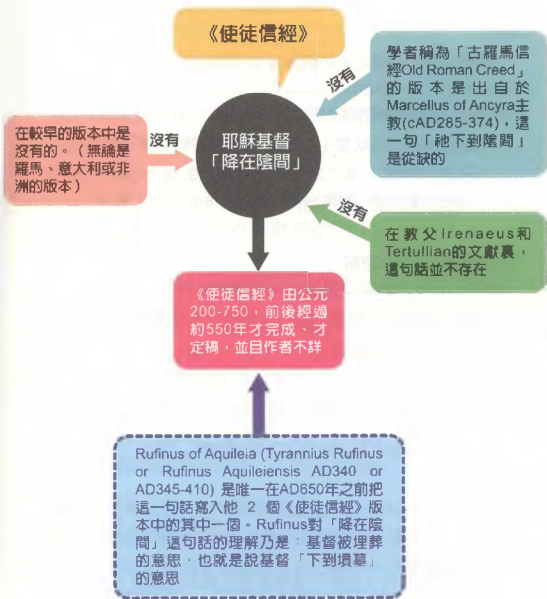 《使徒信經》
學者稱為「古羅馬信
經Old Roman Creed」
的版本是出自於
Marcellus of Ancyra主
教(cAD285-374)，這
一句「祂下到陰間」
是從缺的
沒有
在較早的版本中是
沒有的。（無論是
羅馬、意大利或非
洲的版本）
沒有
耶穌基督
「降在陰間」
沒有
在教父Irenaeus和
Tertullian的文獻裏，
這句話並不存在
《使徒信經》由公元
200-750，前後經過
約550年才完成、才
定稿，並且作者不詳
Rufinus of Aquileia (Tyrannius Rufinus
or Rufinus Aquileiensis AD340 or
AD345-410) 是唯一在AD650年之前把
這一句話寫入他 2 個《使徒信經》版
本中的其中一個。Rufinus對「降在陰
間」這句話的理解乃是：基督被埋葬
的意思，也就是說基督「下到墳墓」
的意思